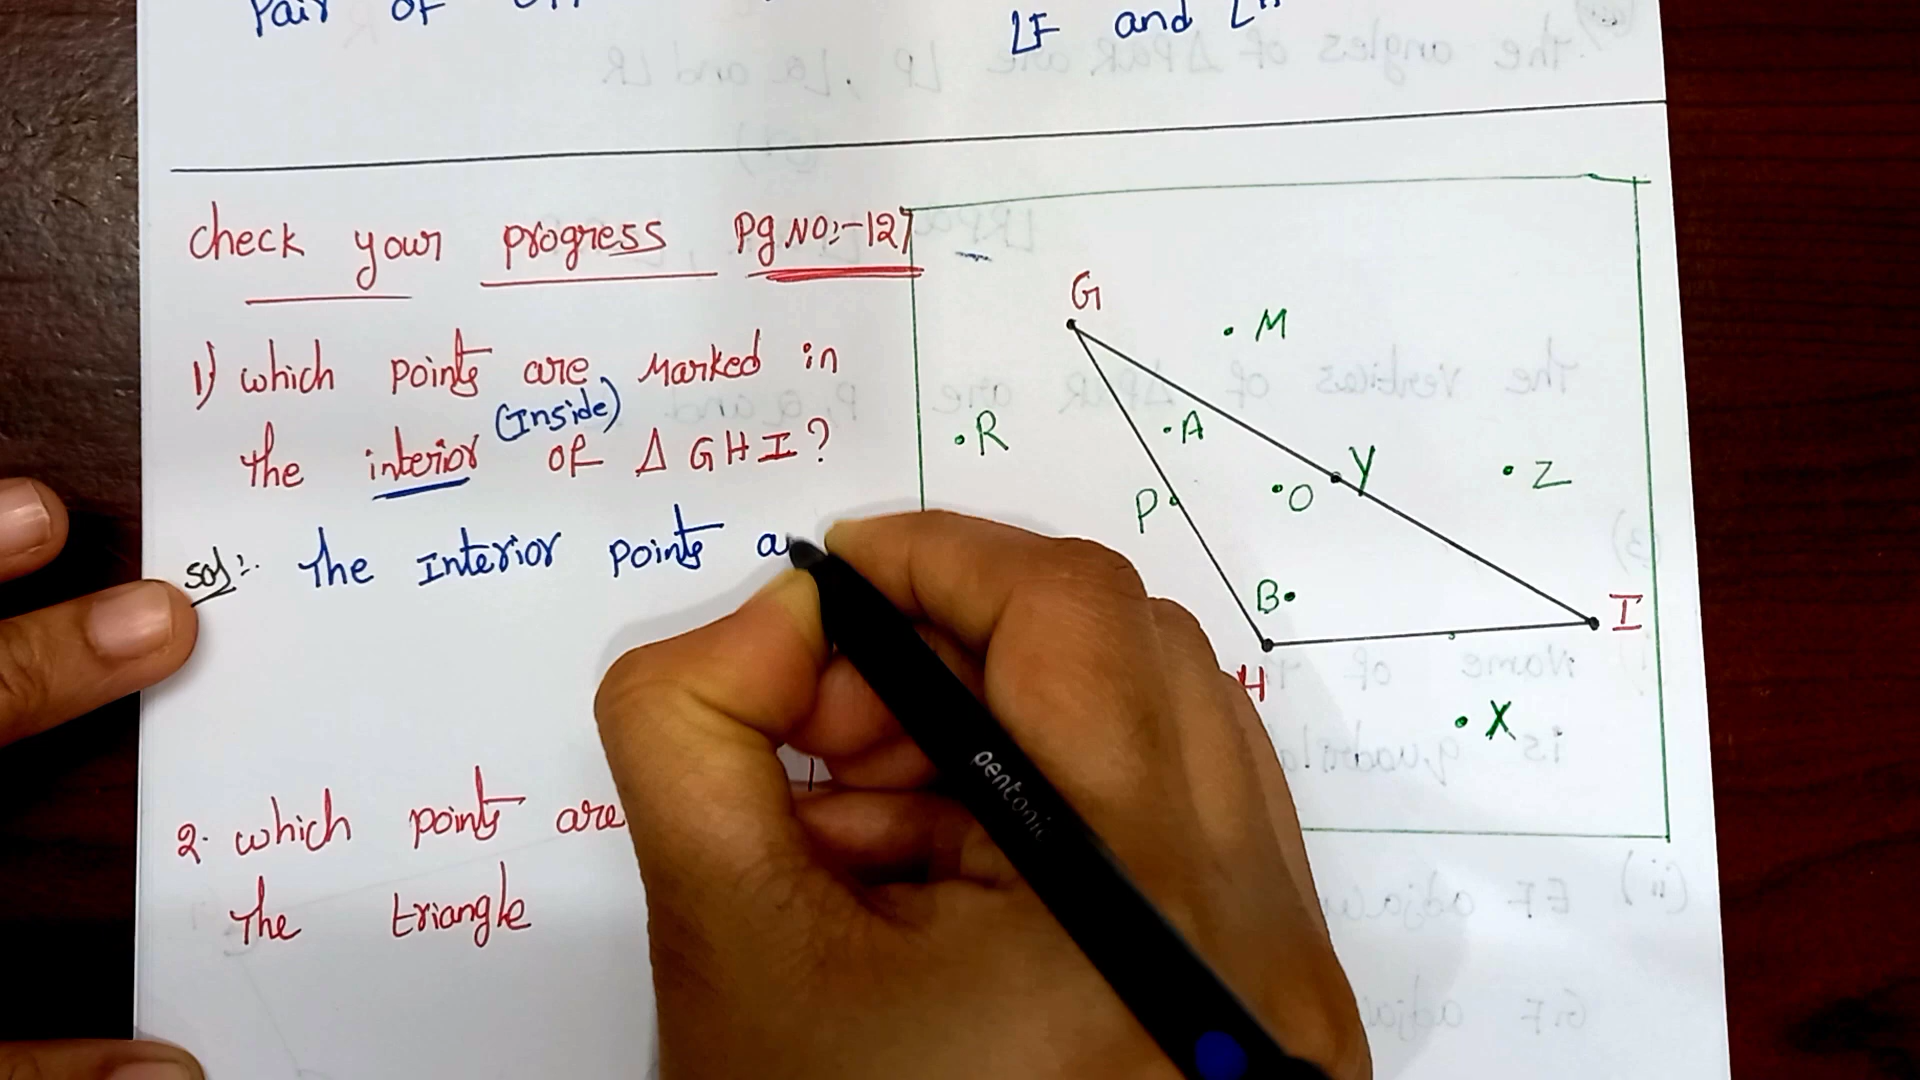 Pair of
∠F and ∠H
Check your progress Pg NO:-127
1) which points are Marked in
(Inside)
the interior of Δ GHI?
Sol:. The Interior points a
2. which points are
The triangle
G
M
R
A
Y
Z
P
O
B
I
H
X
pentonic